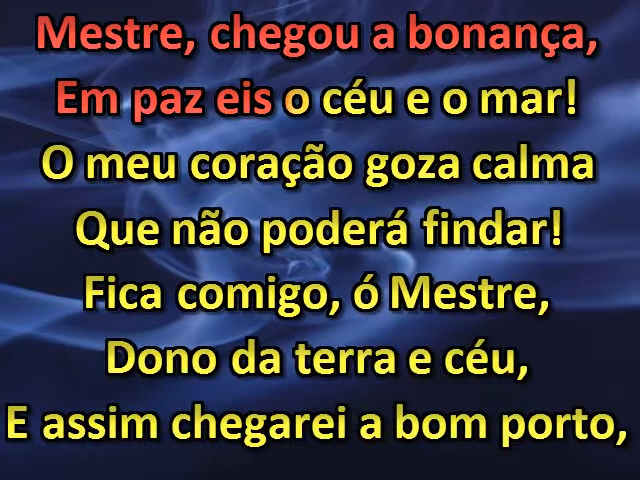 Mestre, chegou a bonança,
Em paz eis o céu e o mar!
O meu coração goza calma
Que não poderá findar!
Fica comigo, ó Mestre,
Dono da terra e céu,
E assim chegarei a bom porto,